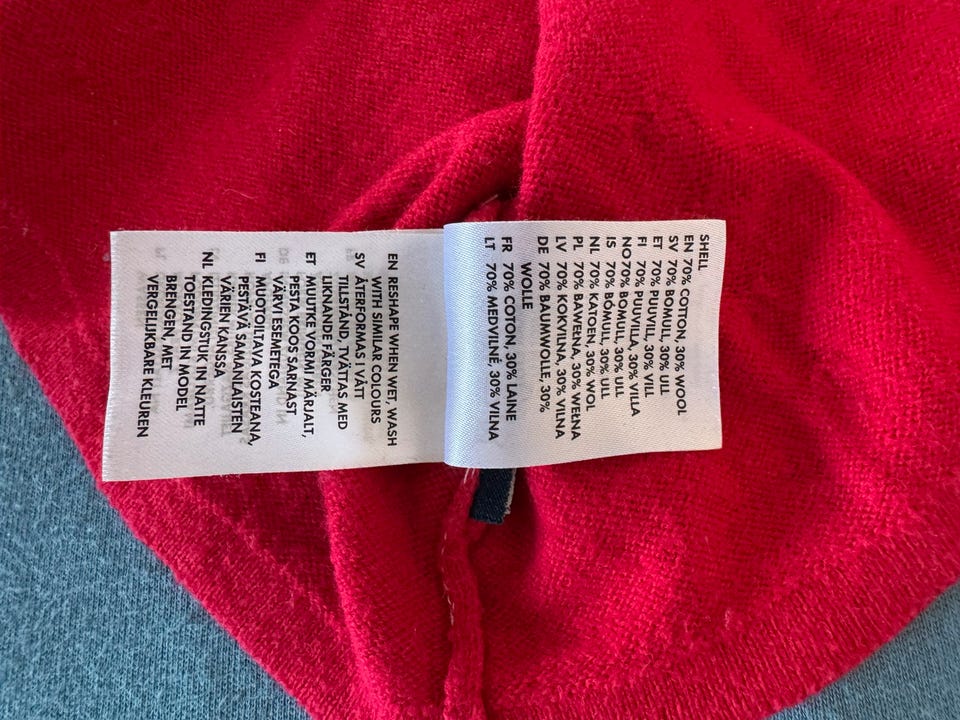 SHELL
EN 70% COTTON, 30% WOOL
SV 70% BOMULL, 30% ULL
ET 70% PUUVILL, 30% VILL
FI 70% PUUVILLA, 30% VILLA
NO 70% BOMULL, 30% ULL
IS 70% BÓMULL, 30% ULL
NL 70% KATOEN, 30% WOL
PL 70% BAWEŁNA, 30% WEŁNA
LV 70% KOKVILNA, 30% VILNA
DE 70% BAUMWOLLE, 30%
WOLLE
FR 70% COTON, 30% LAINE
LT 70% MEDVILNĖ, 30% VILNA
EN RESHAPE WHEN WET, WASH
WITH SIMILAR COLOURS
SV ÅTERFORMAS I VÅTT
TILLSTÅND, TVÄTTAS MED
LIKNANDE FÄRGER
ET MUUTKE VORMI MÄRJALT,
PESTA KOOS SARNAST
VÄRVI ESEMETEGA
FI MUOTOILTAVA KOSTEANA,
PESTÄVÄ SAMANLAISTEN
VÄRIEN KANSSA
NL KLEDINGSTUK IN NATTE
TOESTAND IN MODEL
BRENGEN, MET
VERGELIJKBARE KLEUREN